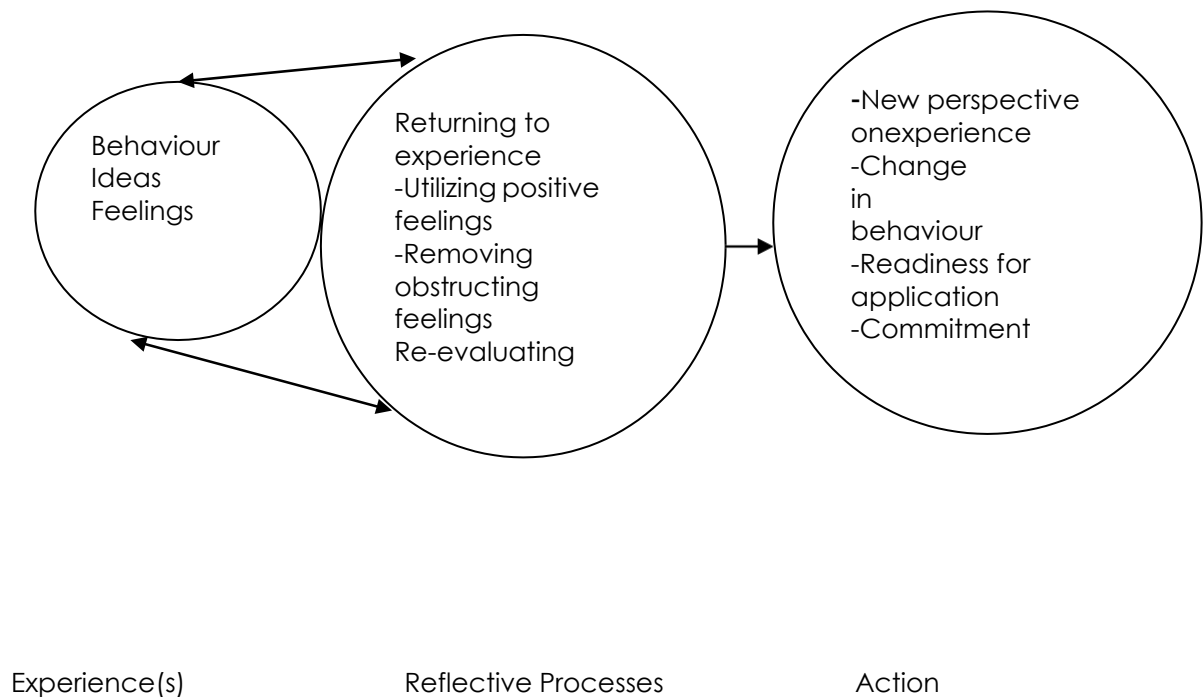 Behaviour
Ideas
Feelings
Returning to
experience
-Utilizing positive
feelings
-Removing
obstructing
feelings
Re-evaluating
-New perspective
onexperience
-Change
in
behaviour
-Readiness for
application
-Commitment
Experience(s)
Reflective Processes
Action